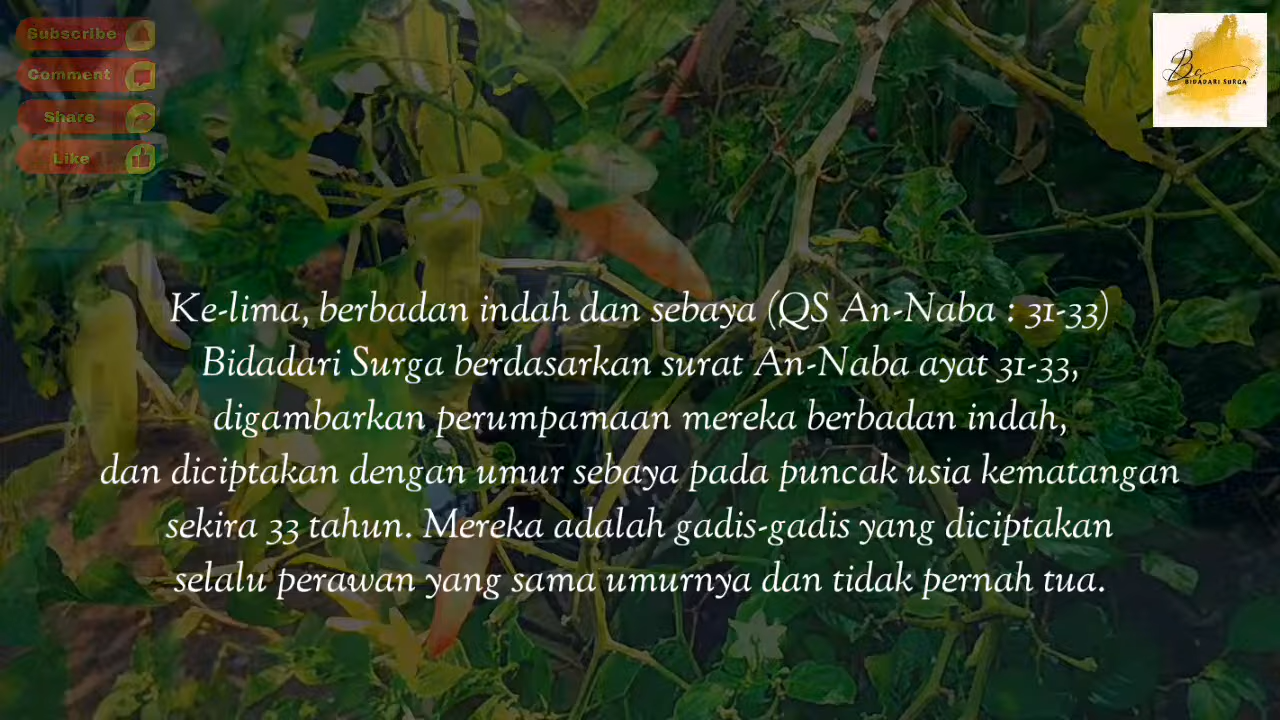 Subscribe
Comment
Share
Like
Bs
BIDADARI SURGA
Ke-lima, berbadan indah dan sebaya (QS An-Naba : 31-33)
Bidadari Surga berdasarkan surat An-Naba ayat 31-33,
digambarkan perumpamaan mereka berbadan indah,
dan diciptakan dengan umur sebaya pada puncak usia kematangan
sekira 33 tahun. Mereka adalah gadis-gadis yang diciptakan
selalu perawan yang sama umurnya dan tidak pernah tua.